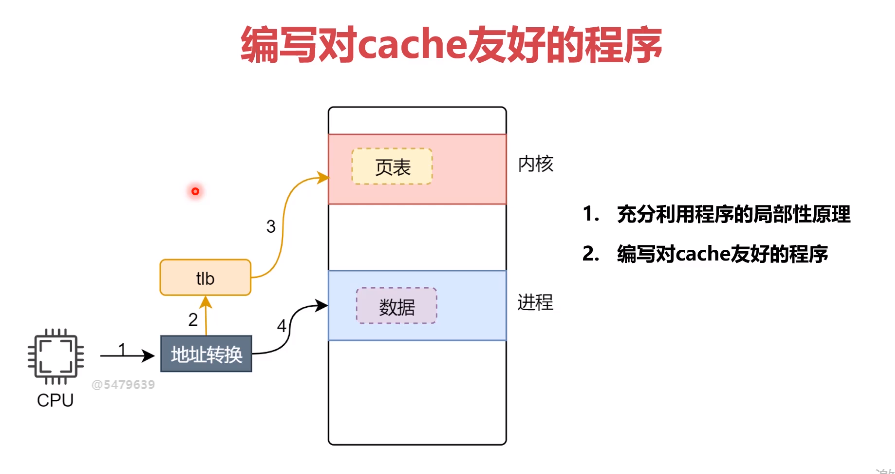 编写对cache友好的程序
页表
内核
3
1. 充分利用程序的局部性原理
2. 编写对cache友好的程序
tlb
数据
进程
2
4
1
地址转换
@5479639
CPU